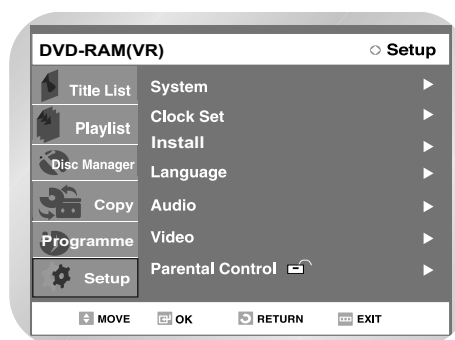 DVD-RAM(VR) Setup
Title List
Playlist
Disc Manager
Copy
Programme
Setup
System
Clock Set
Install
Language
Audio
Video
Parental Control
MOVE OK RETURN EXIT